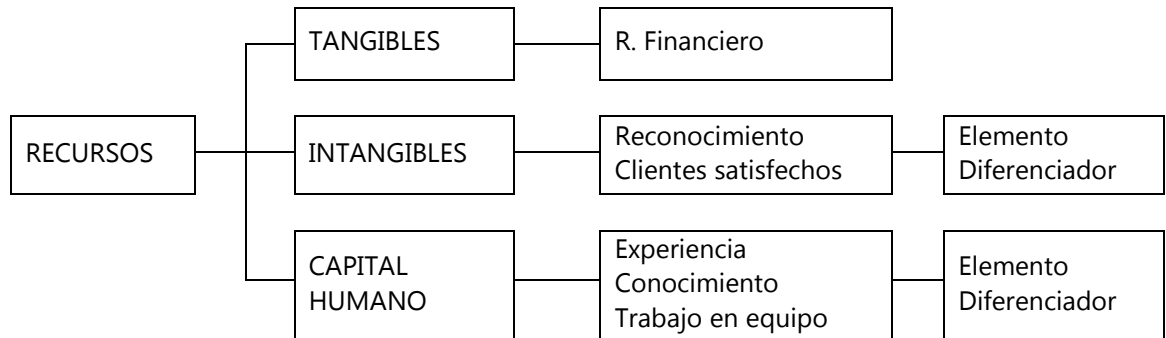 TANGIBLES
R. Financiero
RECURSOS
INTANGIBLES
Reconocimiento
Clientes satisfechos
Elemento
Diferenciador
CAPITAL
HUMANO
Experiencia
Conocimiento
Trabajo en equipo
Elemento
Diferenciador